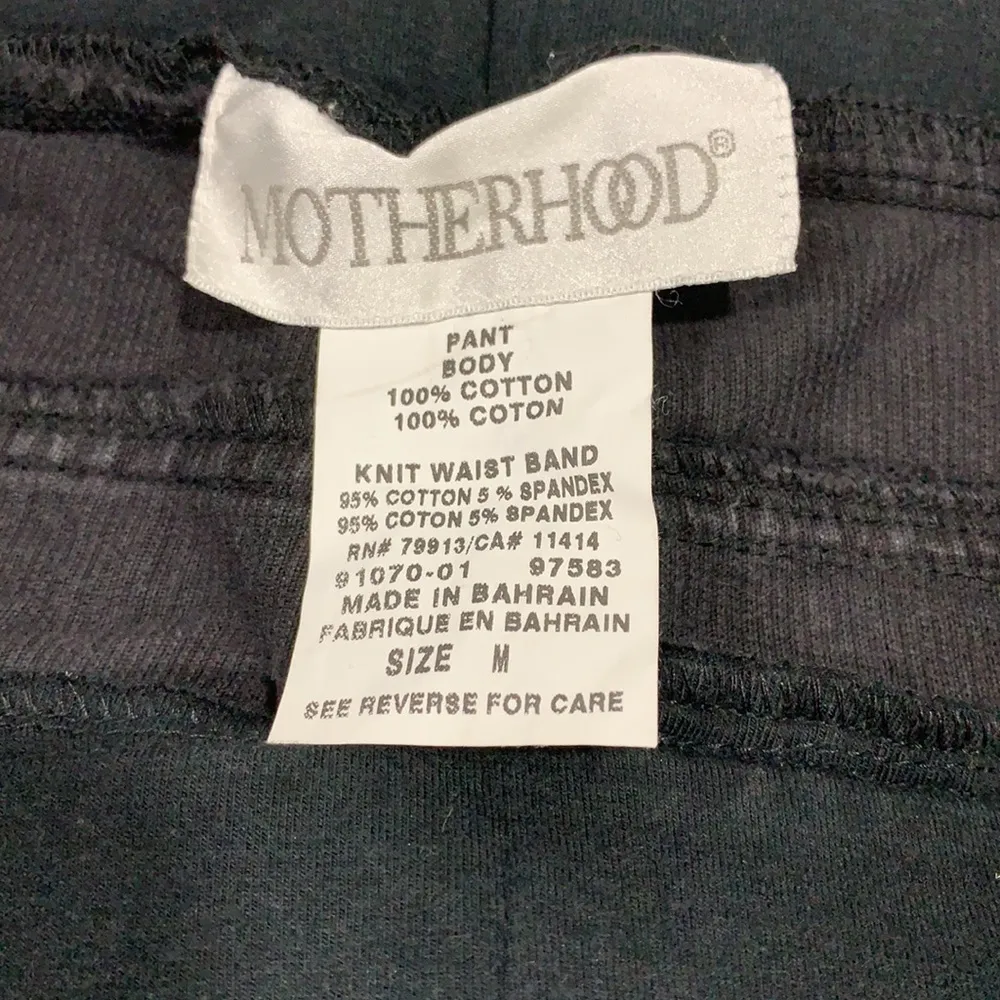 MOTHERHOOD®
PANT
BODY
100% COTTON
100% COTON
KNIT WAIST BAND
95% COTTON 5 % SPANDEX
95% COTON 5% SPANDEX
RN# 79913/CA# 11414
91070-01 97583
MADE IN BAHRAIN
FABRIQUE EN BAHRAIN
SIZE M
SEE REVERSE FOR CARE